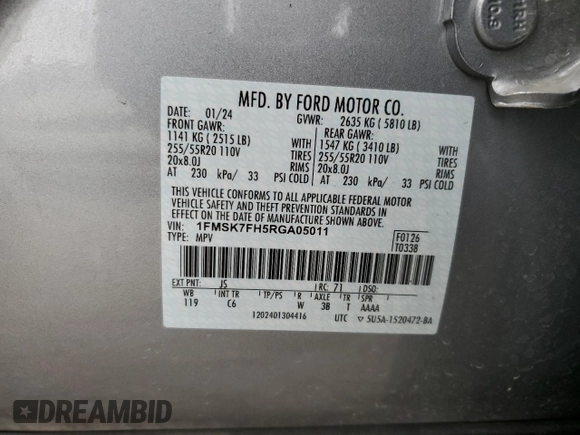 MFD. BY FORD MOTOR CO.
DATE: 01/24 GVWR: 2635 KG ( 5810 LB)
FRONT GAWR: REAR GAWR:
1141 KG ( 2515 LB) WITH 1547 KG ( 3410 LB) WITH
255/55R20 110V TIRES 255/55R20 110V TIRES
20x8.0J RIMS 20x8.0J RIMS
AT 230 kPa/ 33 PSI COLD AT 230 kPa/ 33 PSI COLD
THIS VEHICLE CONFORMS TO ALL APPLICABLE FEDERAL MOTOR
VEHICLE SAFETY AND THEFT PREVENTION STANDARDS IN
EFFECT ON THE DATE OF MANUFACTURE SHOWN ABOVE.
VIN: 1FMSK7FH5RGA05011
TYPE: MPV
F0126
T0338
EXT PNT: JS RC: 71 DSO:
WB INT TR TP/PS R AXLE TR SPR
119 C6 W 38 T AAAA
1202401304416 UTC ▽ 5U5A-1520472-BA
DREAMBID